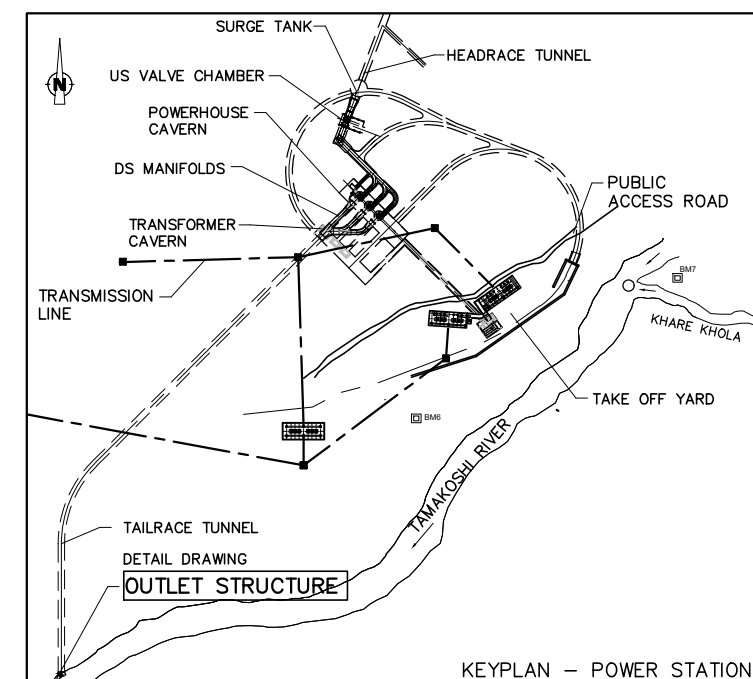 SURGE TANK
HEADRACE TUNNEL
US VALVE CHAMBER
POWERHOUSE
CAVERN
DS MANIFOLDS
PUBLIC
ACCESS ROAD
TRANSFORMER
CAVERN
N
BM7
TRANSMISSION
LINE
KHARE KHOLA
TAKE OFF YARD
BM6
TAMAKOSHI RIVER
TAILRACE TUNNEL
DETAIL DRAWING
OUTLET STRUCTURE
KEYPLAN – POWER STATION